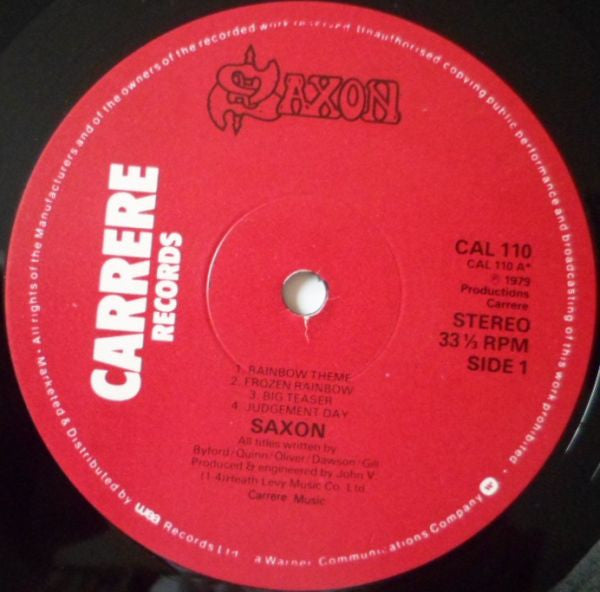 SAXON
CARRERE
RECORDS
CAL 110
CAL 110 A*
℗ 1979
Productions
Carrere
STEREO
33 ⅓ RPM
SIDE 1
1. RAINBOW THEME
2. FROZEN RAINBOW
3. BIG TEASER
4. JUDGEMENT DAY
SAXON
All titles written by
Byford/Quinn/Oliver/Dawson/Gill
Produced & engineered by John V.
(1-4) Heath Levy Music Co. Ltd.
Carrere Music
• All rights of the Manufacturers and of the owners of the recorded work reserved. Unauthorised copying public performance and broadcasting of this work prohibited •
Marketed & Distributed by wea Records Ltd. a Warner Communications Company